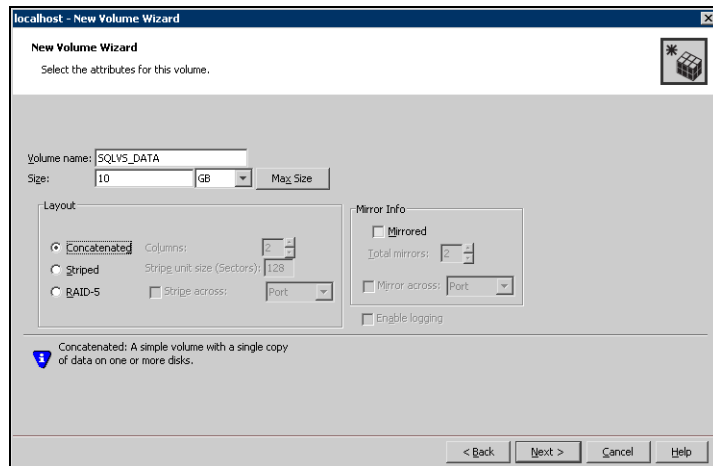 localhost - New Volume Wizard
New Volume Wizard
Select the attributes for this volume.
Volume name: SQLVS_DATA
Size: 10 GB Max Size
Layout
Concatenated Columns: 2
Striped Stripe unit size (Sectors): 128
RAID-5 Stripe across: Port
Mirror Info
Mirrored
Total mirrors: 2
Mirror across: Port
Enable logging
Concatenated: A simple volume with a single copy
of data on one or more disks.
< Back Next > Cancel Help